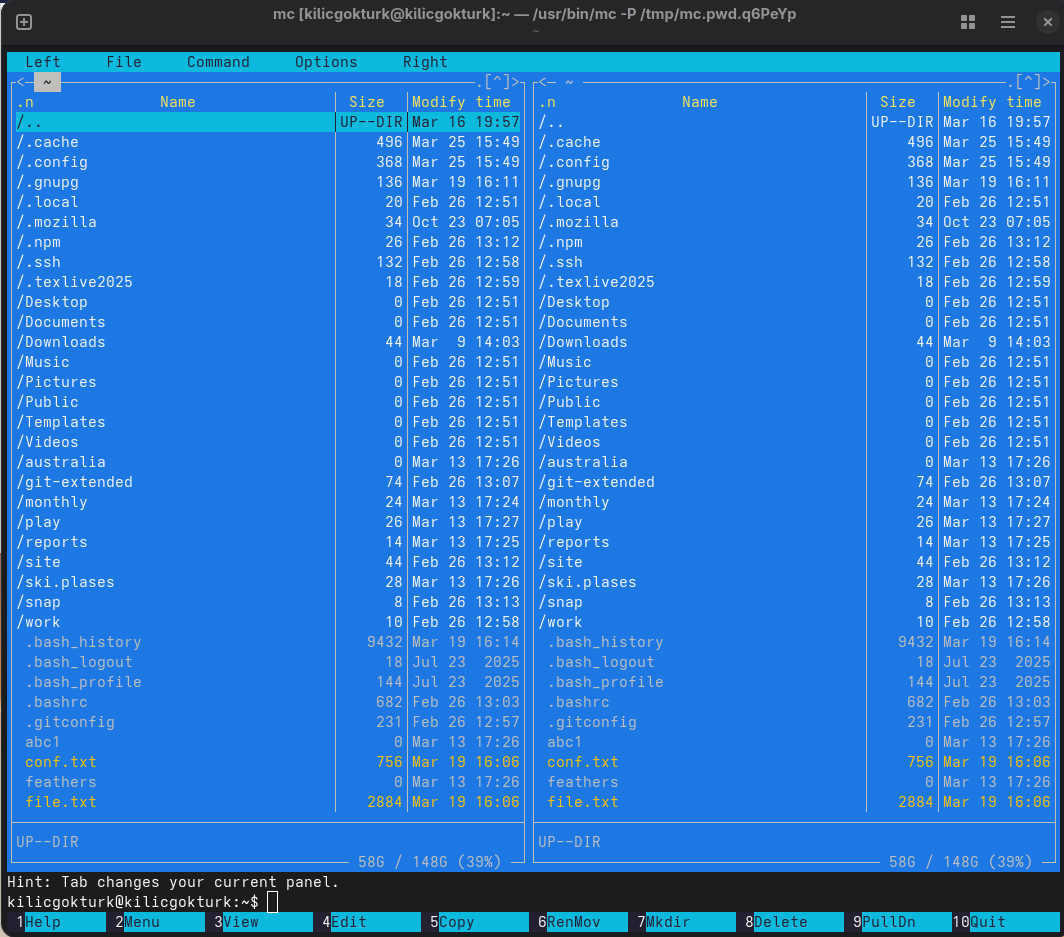 mc [kilicgokturk@kilicgokturk]:~ — /usr/bin/mc -P /tmp/mc.pwd.q6PeYp
~
Left File Command Options Right
<─ ~ ─.[^]>
.n Name Size Modify time
/.. UP--DIR Mar 16 19:57
/.cache 496 Mar 25 15:49
/.config 368 Mar 25 15:49
/.gnupg 136 Mar 19 16:11
/.local 20 Feb 26 12:51
/.mozilla 34 Oct 23 07:05
/.npm 26 Feb 26 13:12
/.ssh 132 Feb 26 12:58
/.texlive2025 18 Feb 26 12:59
/Desktop 0 Feb 26 12:51
/Documents 0 Feb 26 12:51
/Downloads 44 Mar 9 14:03
/Music 0 Feb 26 12:51
/Pictures 0 Feb 26 12:51
/Public 0 Feb 26 12:51
/Templates 0 Feb 26 12:51
/Videos 0 Feb 26 12:51
/australia 0 Mar 13 17:26
/git-extended 74 Feb 26 13:07
/monthly 24 Mar 13 17:24
/play 26 Mar 13 17:27
/reports 14 Mar 13 17:25
/site 44 Feb 26 13:12
/ski.plases 28 Mar 13 17:26
/snap 8 Feb 26 13:13
/work 10 Feb 26 12:58
.bash_history 9432 Mar 19 16:14
.bash_logout 18 Jul 23 2025
.bash_profile 144 Jul 23 2025
.bashrc 682 Feb 26 13:03
.gitconfig 231 Feb 26 12:57
abc1 0 Mar 13 17:26
conf.txt 756 Mar 19 16:06
feathers 0 Mar 13 17:26
file.txt 2884 Mar 19 16:06
UP--DIR
58G / 148G (39%)
<─ ~ ─.[^]>
.n Name Size Modify time
/.. UP--DIR Mar 16 19:57
/.cache 496 Mar 25 15:49
/.config 368 Mar 25 15:49
/.gnupg 136 Mar 19 16:11
/.local 20 Feb 26 12:51
/.mozilla 34 Oct 23 07:05
/.npm 26 Feb 26 13:12
/.ssh 132 Feb 26 12:58
/.texlive2025 18 Feb 26 12:59
/Desktop 0 Feb 26 12:51
/Documents 0 Feb 26 12:51
/Downloads 44 Mar 9 14:03
/Music 0 Feb 26 12:51
/Pictures 0 Feb 26 12:51
/Public 0 Feb 26 12:51
/Templates 0 Feb 26 12:51
/Videos 0 Feb 26 12:51
/australia 0 Mar 13 17:26
/git-extended 74 Feb 26 13:07
/monthly 24 Mar 13 17:24
/play 26 Mar 13 17:27
/reports 14 Mar 13 17:25
/site 44 Feb 26 13:12
/ski.plases 28 Mar 13 17:26
/snap 8 Feb 26 13:13
/work 10 Feb 26 12:58
.bash_history 9432 Mar 19 16:14
.bash_logout 18 Jul 23 2025
.bash_profile 144 Jul 23 2025
.bashrc 682 Feb 26 13:03
.gitconfig 231 Feb 26 12:57
abc1 0 Mar 13 17:26
conf.txt 756 Mar 19 16:06
feathers 0 Mar 13 17:26
file.txt 2884 Mar 19 16:06
UP--DIR
58G / 148G (39%)
Hint: Tab changes your current panel.
kilicgokturk@kilicgokturk:~$
1Help 2Menu 3View 4Edit 5Copy 6RenMov 7Mkdir 8Delete 9PullDn 10Quit